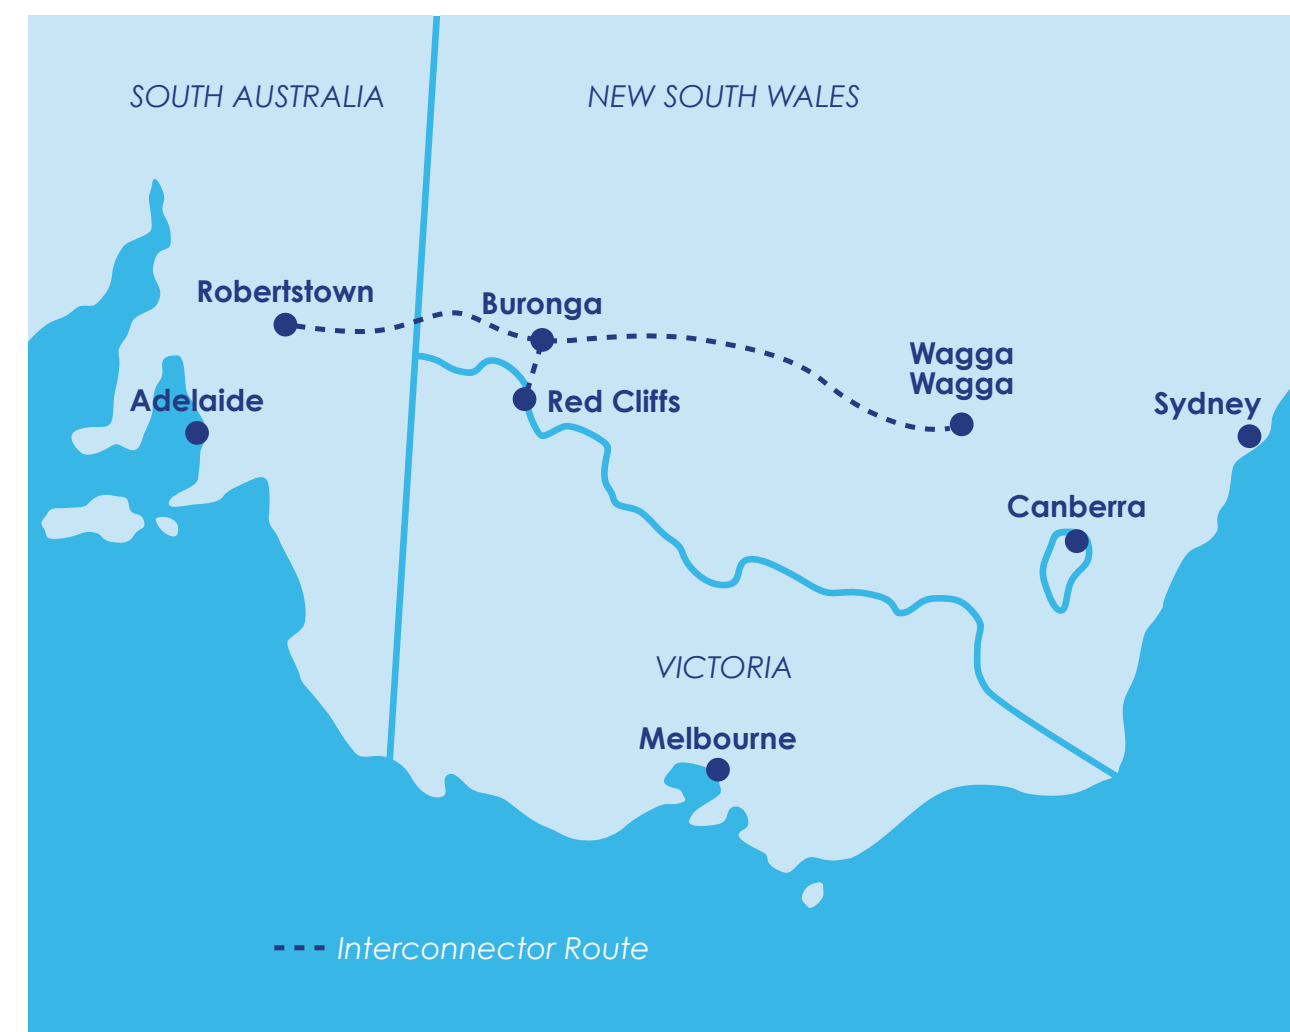 SOUTH AUSTRALIA
NEW SOUTH WALES
Robertstown
Buronga
Wagga
Wagga
Adelaide
Red Cliffs
Sydney
Canberra
VICTORIA
Melbourne
Interconnector Route